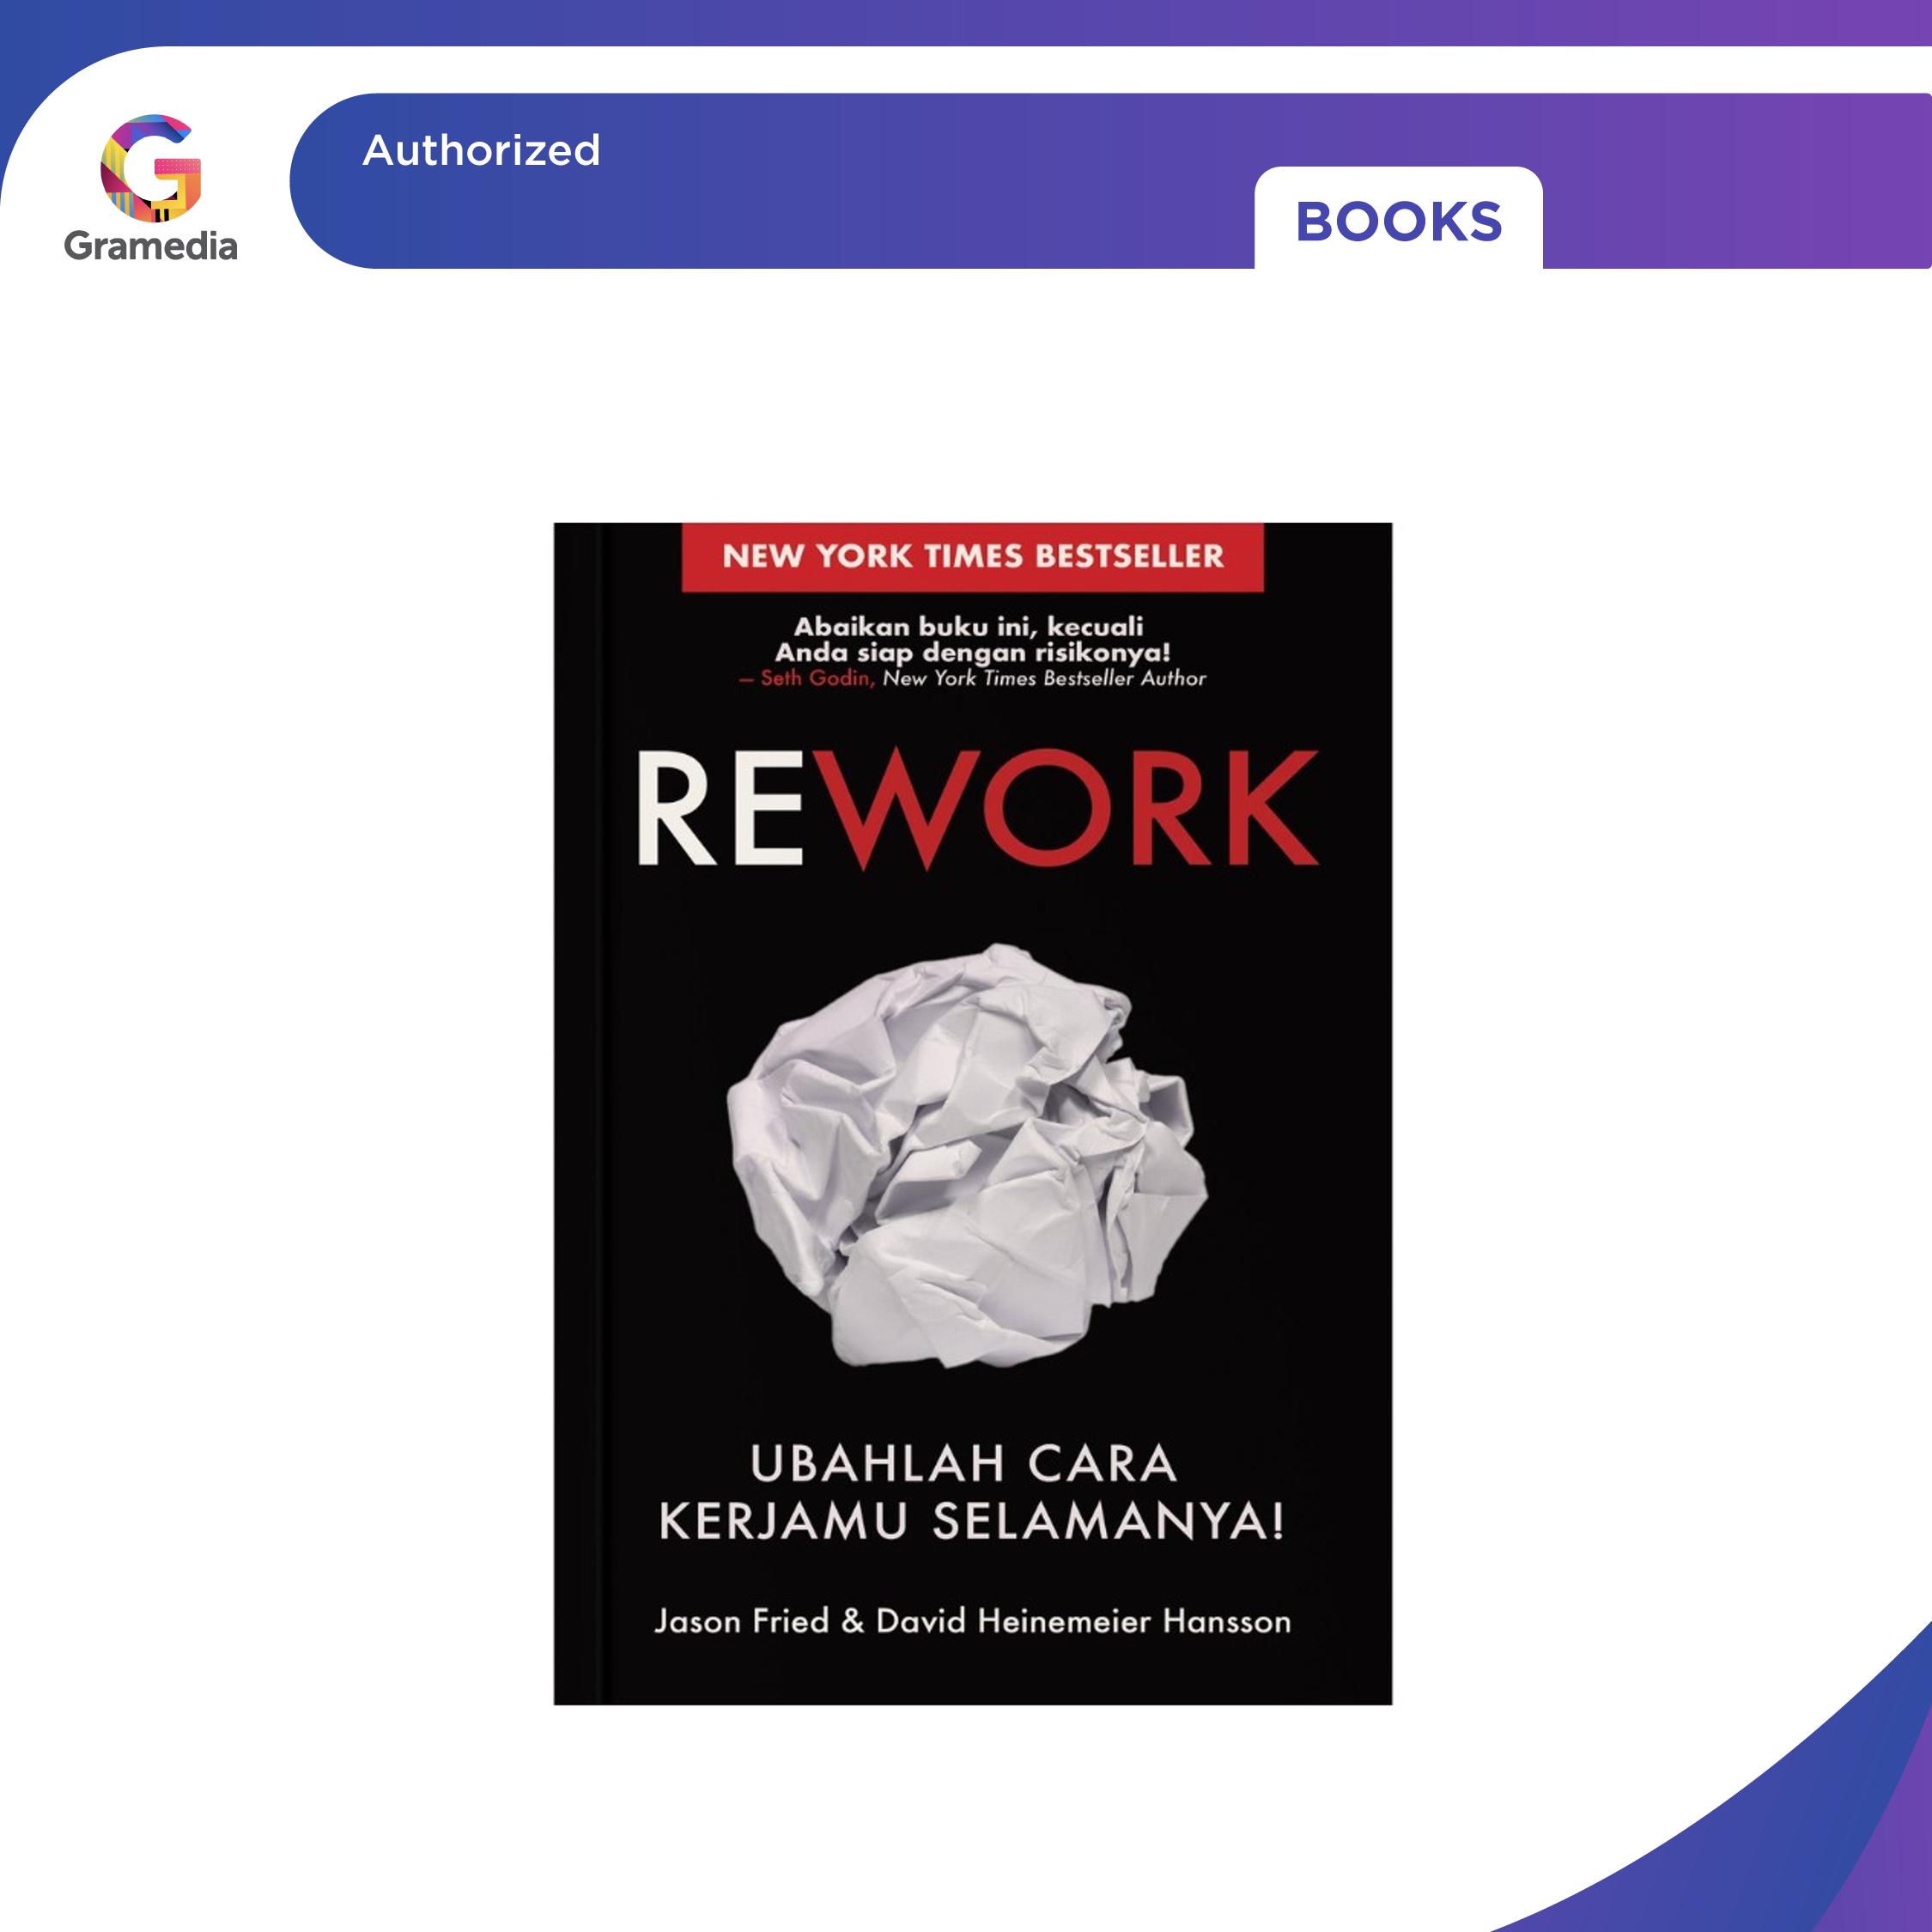 Gramedia
Authorized
BOOKS
NEW YORK TIMES BESTSELLER
Abaikan buku ini, kecuali
Anda siap dengan risikonya!
— Seth Godin, New York Times Bestseller Author
REWORK
UBAHLAH CARA
KERJAMU SELAMANYA!
Jason Fried & David Heinemeier Hansson